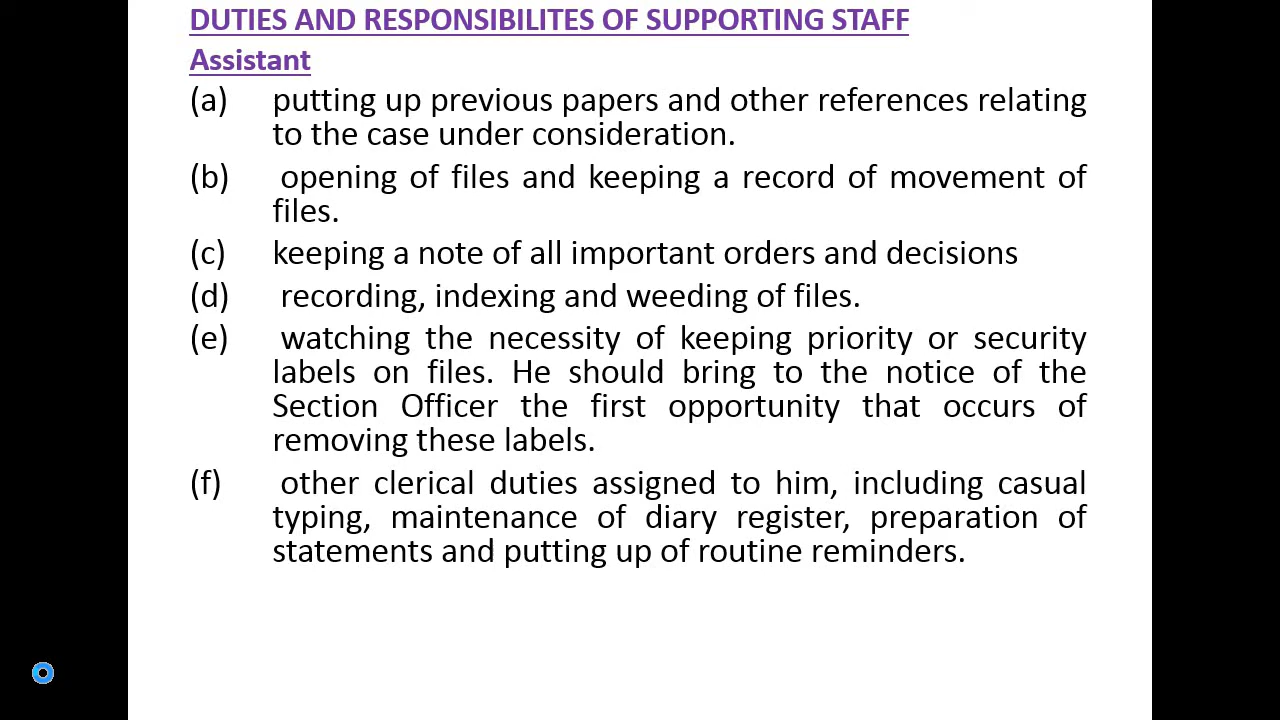 DUTIES AND RESPONSIBILITES OF SUPPORTING STAFF
Assistant
(a) putting up previous papers and other references relating
to the case under consideration.
(b) opening of files and keeping a record of movement of
files.
(c) keeping a note of all important orders and decisions
(d) recording, indexing and weeding of files.
(e) watching the necessity of keeping priority or security
labels on files. He should bring to the notice of the
Section Officer the first opportunity that occurs of
removing these labels.
(f) other clerical duties assigned to him, including casual
typing, maintenance of diary register, preparation of
statements and putting up of routine reminders.